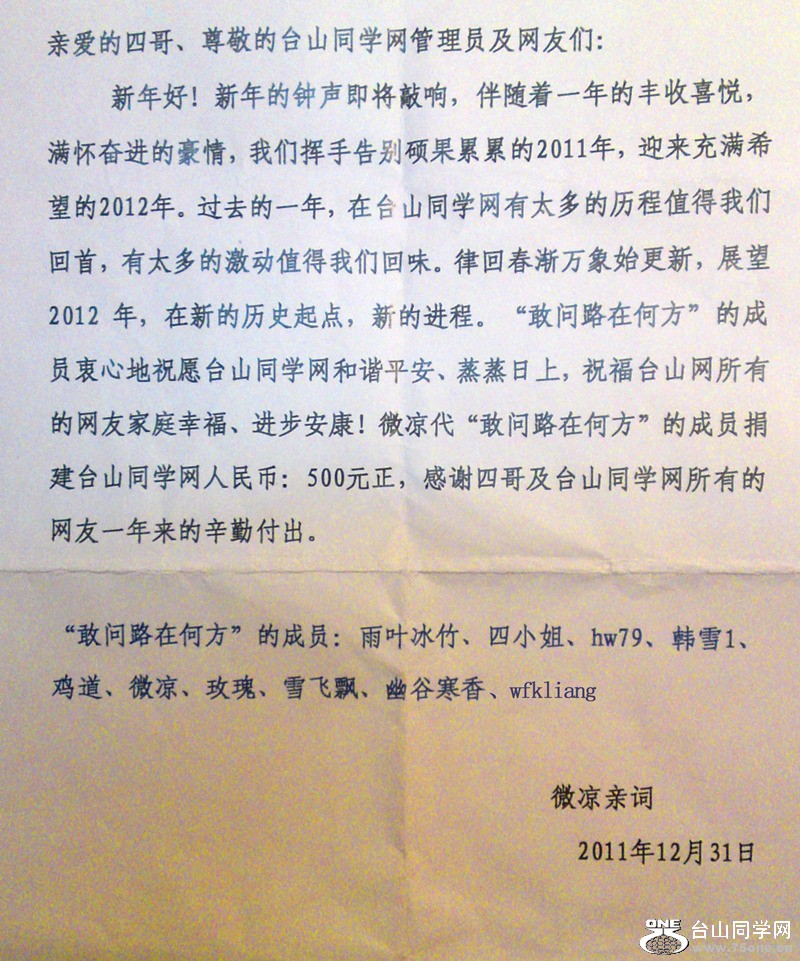 亲爱的四哥、尊敬的台山同学网管理员及网友们：
新年好！新年的钟声即将敲响，伴随着一年的丰收喜悦，
满怀奋进的豪情，我们挥手告别硕果累累的2011年，迎来充满希
望的2012年。过去的一年，在台山同学网有太多的历程值得我们
回首，有太多的激动值得我们回味。律回春渐万象始更新，展望
2012 年，在新的历史起点，新的进程。“敢问路在何方”的成
员衷心地祝愿台山同学网和谐平安、蒸蒸日上，祝福台山网所有
的网友家庭幸福、进步安康！微凉代“敢问路在何方”的成员捐
建台山同学网人民币：500元正，感谢四哥及台山同学网所有的
网友一年来的辛勤付出。
“敢问路在何方”的成员：雨叶冰竹、四小姐、hw79、韩雪1、
鸡道、微凉、玫瑰、雪飞飘、幽谷寒香、wfkliang
微凉亲词
2011年12月31日
ONE 台山同学网
www.75one.cn